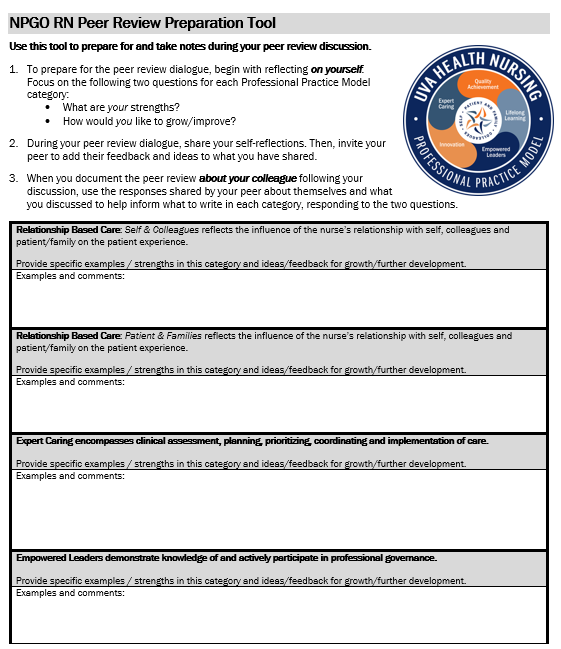 NPGO RN Peer Review Preparation Tool
Use this tool to prepare for and take notes during your peer review discussion.
1. To prepare for the peer review dialogue, begin with reflecting on yourself.
Focus on the following two questions for each Professional Practice Model
category:
• What are your strengths?
• How would you like to grow/improve?
2. During your peer review dialogue, share your self-reflections. Then, invite your
peer to add their feedback and ideas to what you have shared.
3. When you document the peer review about your colleague following your
discussion, use the responses shared by your peer about themselves and what
you discussed to help inform what to write in each category, responding to the two questions.
UVA HEALTH NURSING
Quality
Achievement
Expert
Caring
Lifelong
Learning
SELF • PATIENT AND FAMILY • COLLEAGUES
Innovation
Empowered
Leaders
PROFESSIONAL PRACTICE MODEL
Relationship Based Care: Self & Colleagues reflects the influence of the nurse's relationship with self, colleagues and
patient/family on the patient experience.
Provide specific examples / strengths in this category and ideas/feedback for growth/further development.
Examples and comments:
Relationship Based Care: Patient & Families reflects the influence of the nurse's relationship with self, colleagues and
patient/family on the patient experience.
Provide specific examples / strengths in this category and ideas/feedback for growth/further development.
Examples and comments:
Expert Caring encompasses clinical assessment, planning, prioritizing, coordinating and implementation of care.
Provide specific examples / strengths in this category and ideas/feedback for growth/further development.
Examples and comments:
Empowered Leaders demonstrate knowledge of and actively participate in professional governance.
Provide specific examples / strengths in this category and ideas/feedback for growth/further development.
Examples and comments: